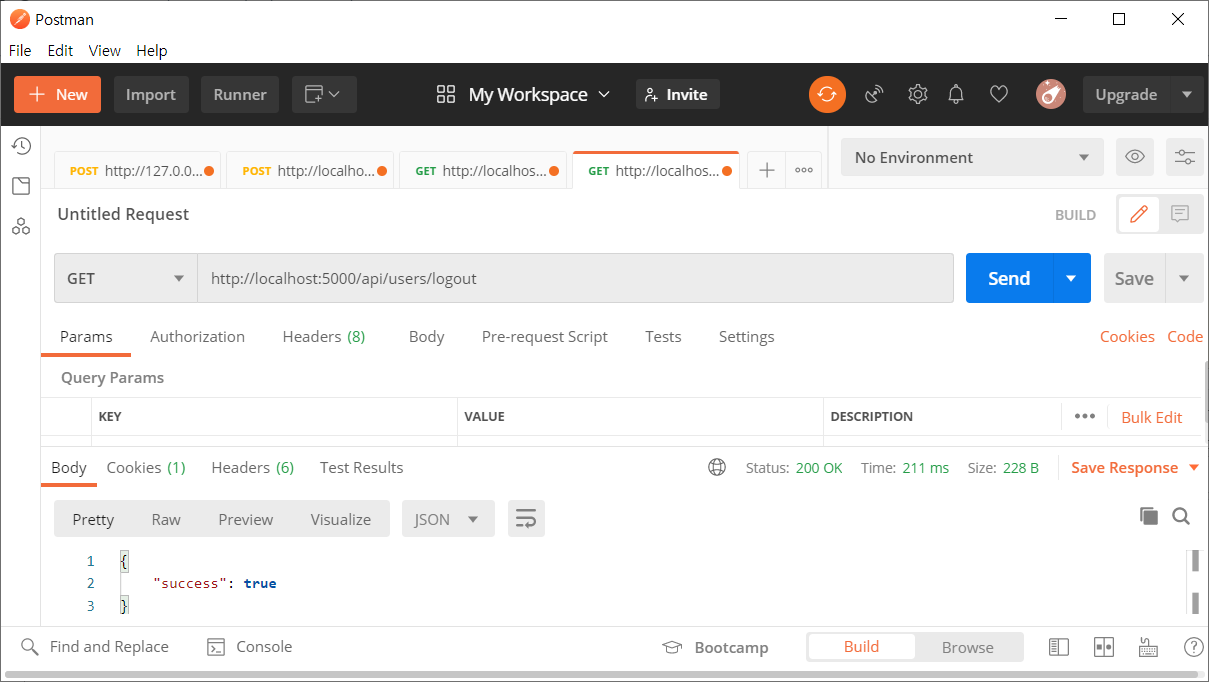 Postman
File Edit View Help
New Import Runner My Workspace Invite Upgrade
POST http://127.0.0... POST http://localho... GET http://localhos... GET http://localhos... No Environment
Untitled Request BUILD
GET http://localhost:5000/api/users/logout Send Save
Params Authorization Headers (8) Body Pre-request Script Tests Settings Cookies Code
Query Params
KEY VALUE DESCRIPTION ••• Bulk Edit
Body Cookies (1) Headers (6) Test Results Status: 200 OK Time: 211 ms Size: 228 B Save Response
Pretty Raw Preview Visualize JSON
1 {
2 "success": true
3 }
Find and Replace Console Bootcamp Build Browse ?